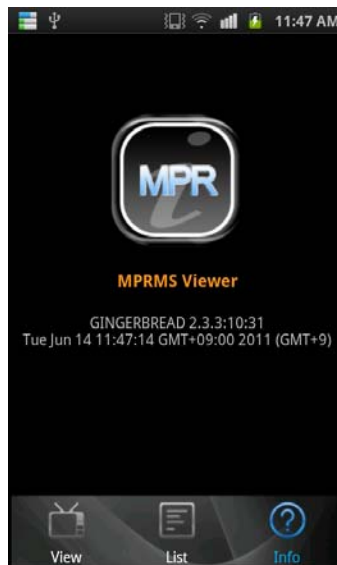 11:47 AM
MPR
i
MPRMS Viewer
GINGERBREAD 2.3.3:10:31
Tue Jun 14 11:47:14 GMT+09:00 2011 (GMT+9)
?
View List Info